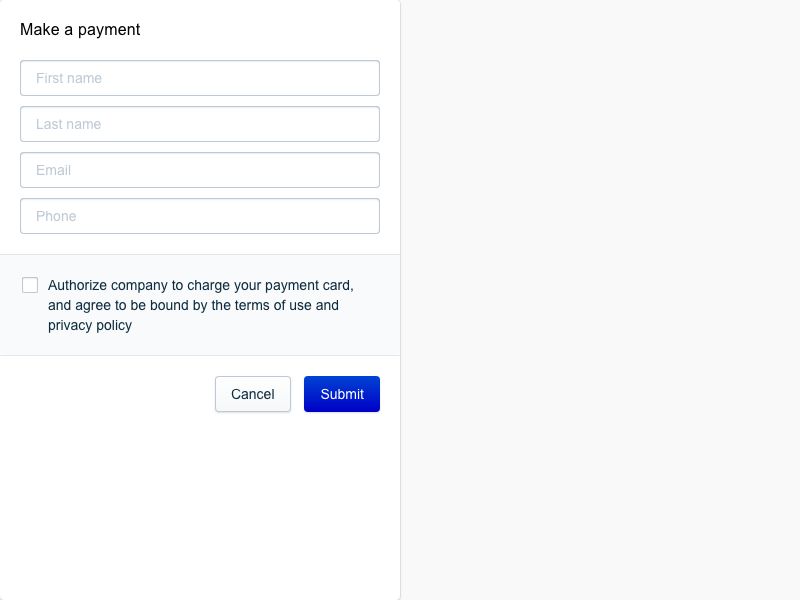 Make a payment
First name
Last name
Email
Phone
Authorize company to charge your payment card,
and agree to be bound by the terms of use and
privacy policy
Cancel Submit